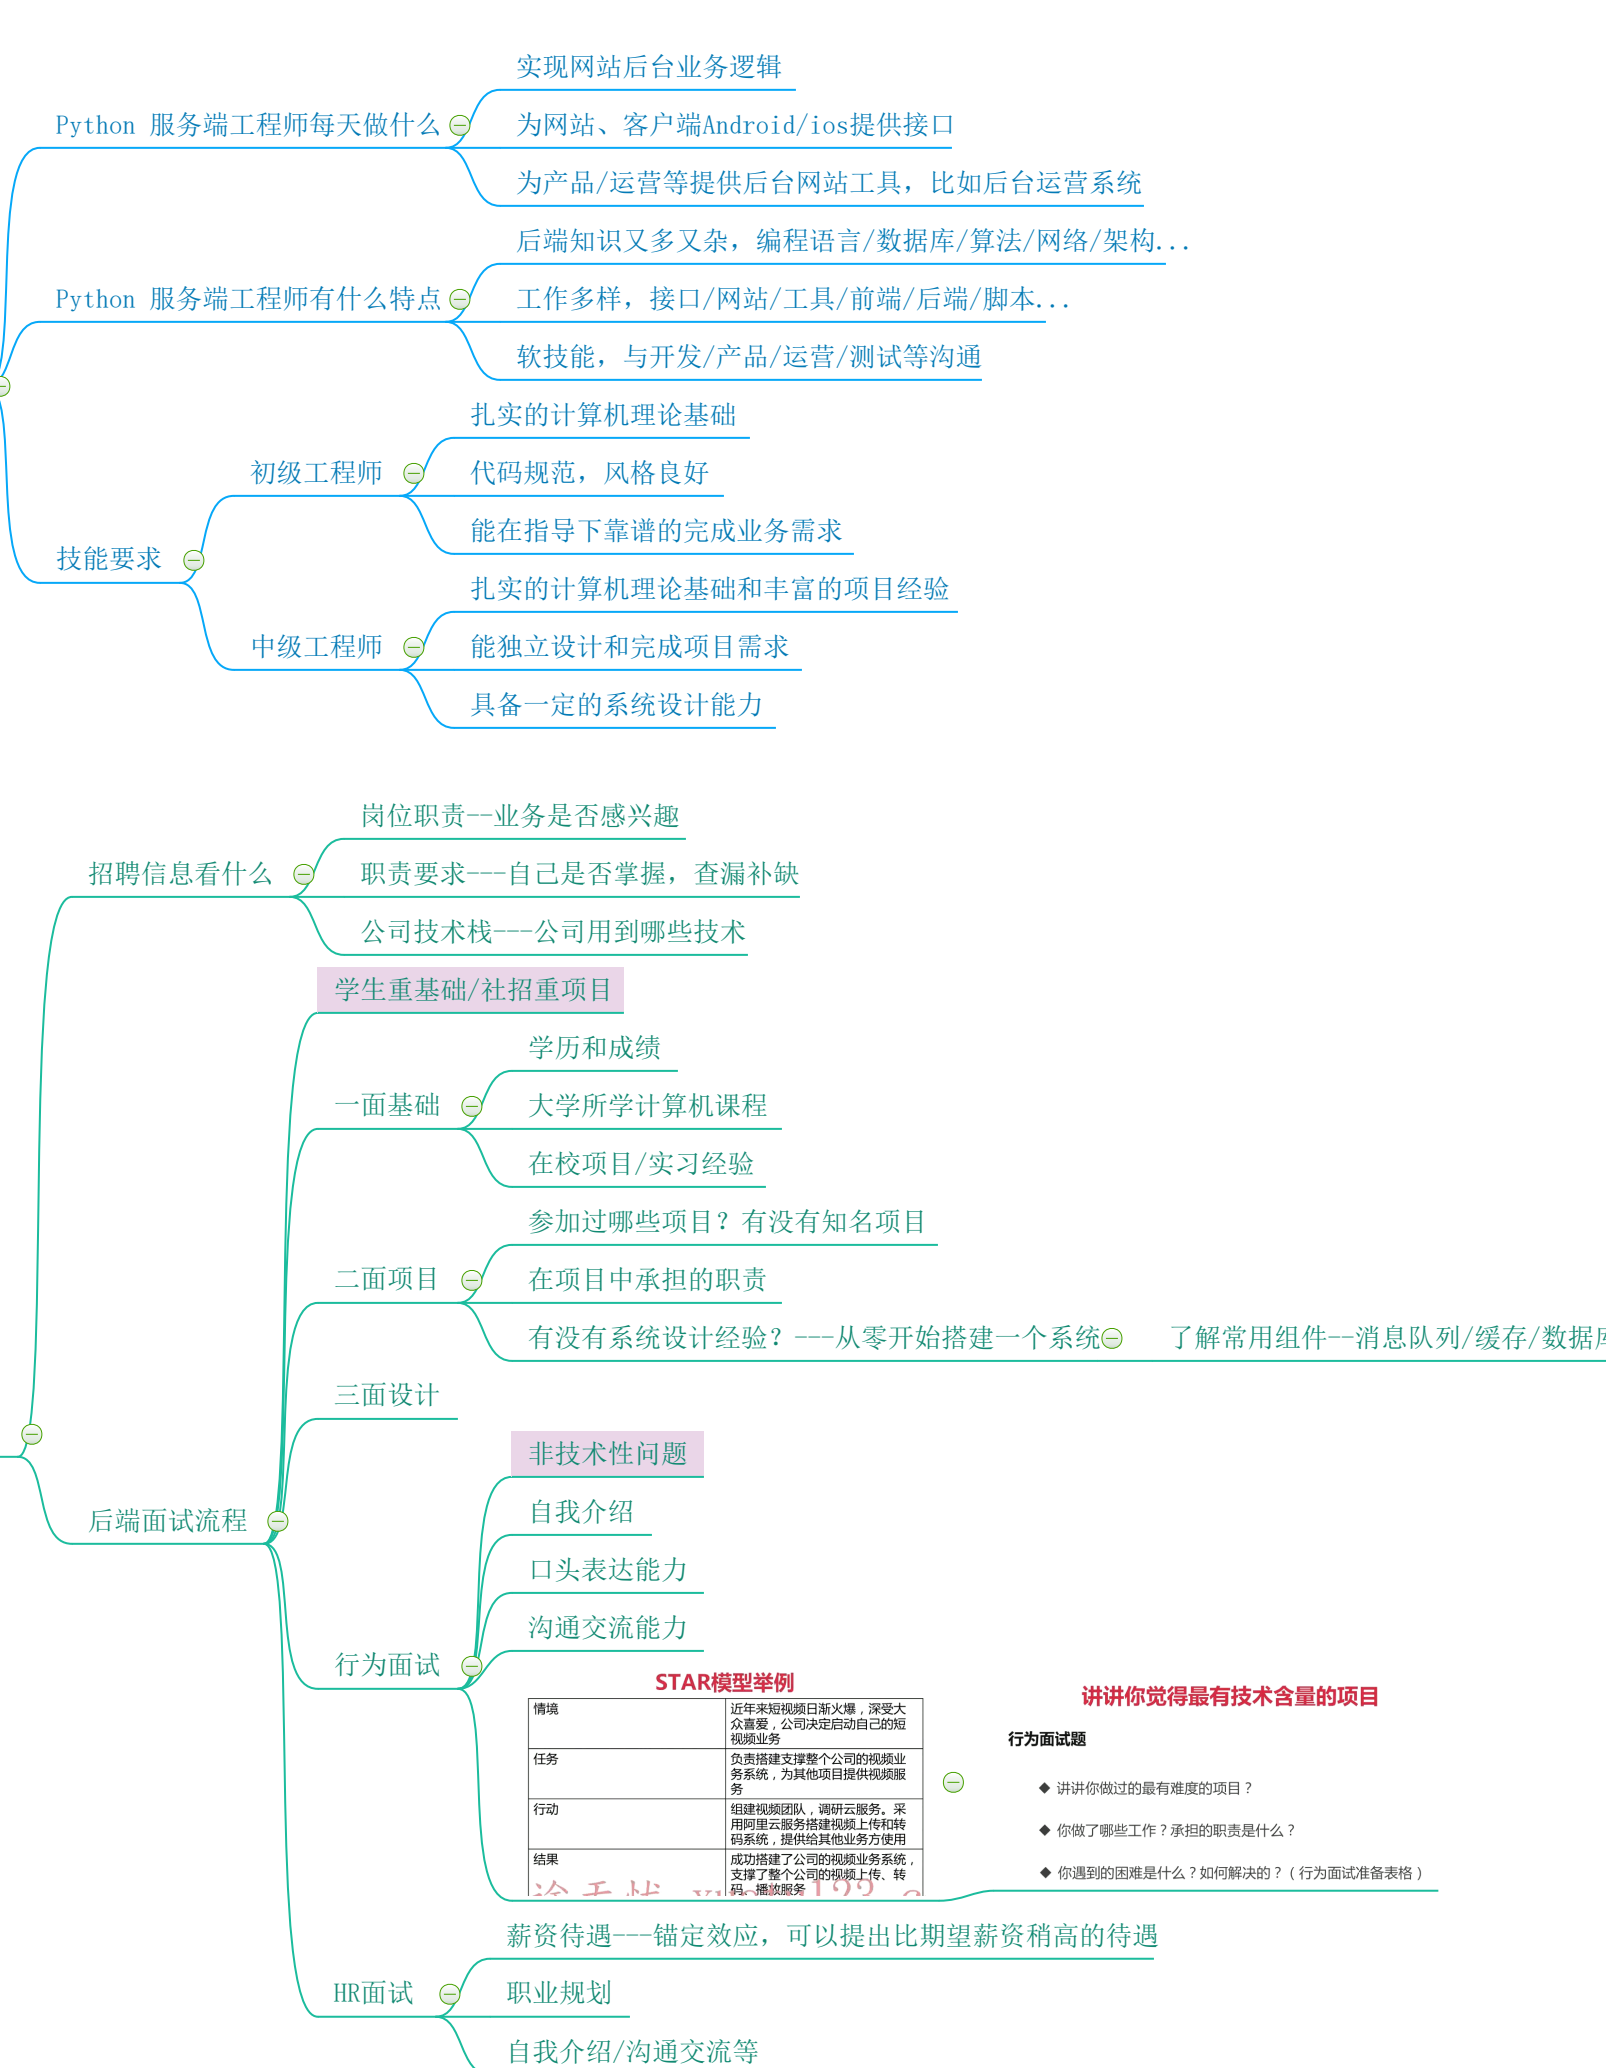 实现网站后台业务逻辑
Python 服务端工程师每天做什么
为网站、客户端Android/ios提供接口
为产品/运营等提供后台网站工具，比如后台运营系统
后端知识又多又杂，编程语言/数据库/算法/网络/架构...
Python 服务端工程师有什么特点
工作多样，接口/网站/工具/前端/后端/脚本...
软技能，与开发/产品/运营/测试等沟通
扎实的计算机理论基础
初级工程师
代码规范，风格良好
能在指导下靠谱的完成业务需求
技能要求
扎实的计算机理论基础和丰富的项目经验
中级工程师
能独立设计和完成项目需求
具备一定的系统设计能力
岗位职责--业务是否感兴趣
招聘信息看什么
职责要求---自己是否掌握，查漏补缺
公司技术栈---公司用到哪些技术
学生重基础/社招重项目
学历和成绩
一面基础
大学所学计算机课程
在校项目/实习经验
参加过哪些项目？有没有知名项目
二面项目
在项目中承担的职责
有没有系统设计经验？---从零开始搭建一个系统
了解常用组件--消息队列/缓存/数据库
三面设计
非技术性问题
自我介绍
后端面试流程
口头表达能力
沟通交流能力
行为面试
STAR模型举例
情境
近年来短视频日渐火爆，深受大
众喜爱，公司决定启动自己的短
视频业务
任务
负责搭建支撑整个公司的视频业
务系统，为其他项目提供视频服
务
行动
组建视频团队，调研云服务。采
用阿里云服务搭建视频上传和转
码系统，提供给其他业务方使用
结果
成功搭建了公司的视频业务系统，
支撑了整个公司的视频上传、转
码、播放服务
讲讲你觉得最有技术含量的项目
行为面试题
◆ 讲讲你做过的最有难度的项目？
◆ 你做了哪些工作？承担的职责是什么？
◆ 你遇到的困难是什么？如何解决的？（行为面试准备表格）
薪资待遇---锚定效应，可以提出比期望薪资稍高的待遇
HR面试
职业规划
自我介绍/沟通交流等